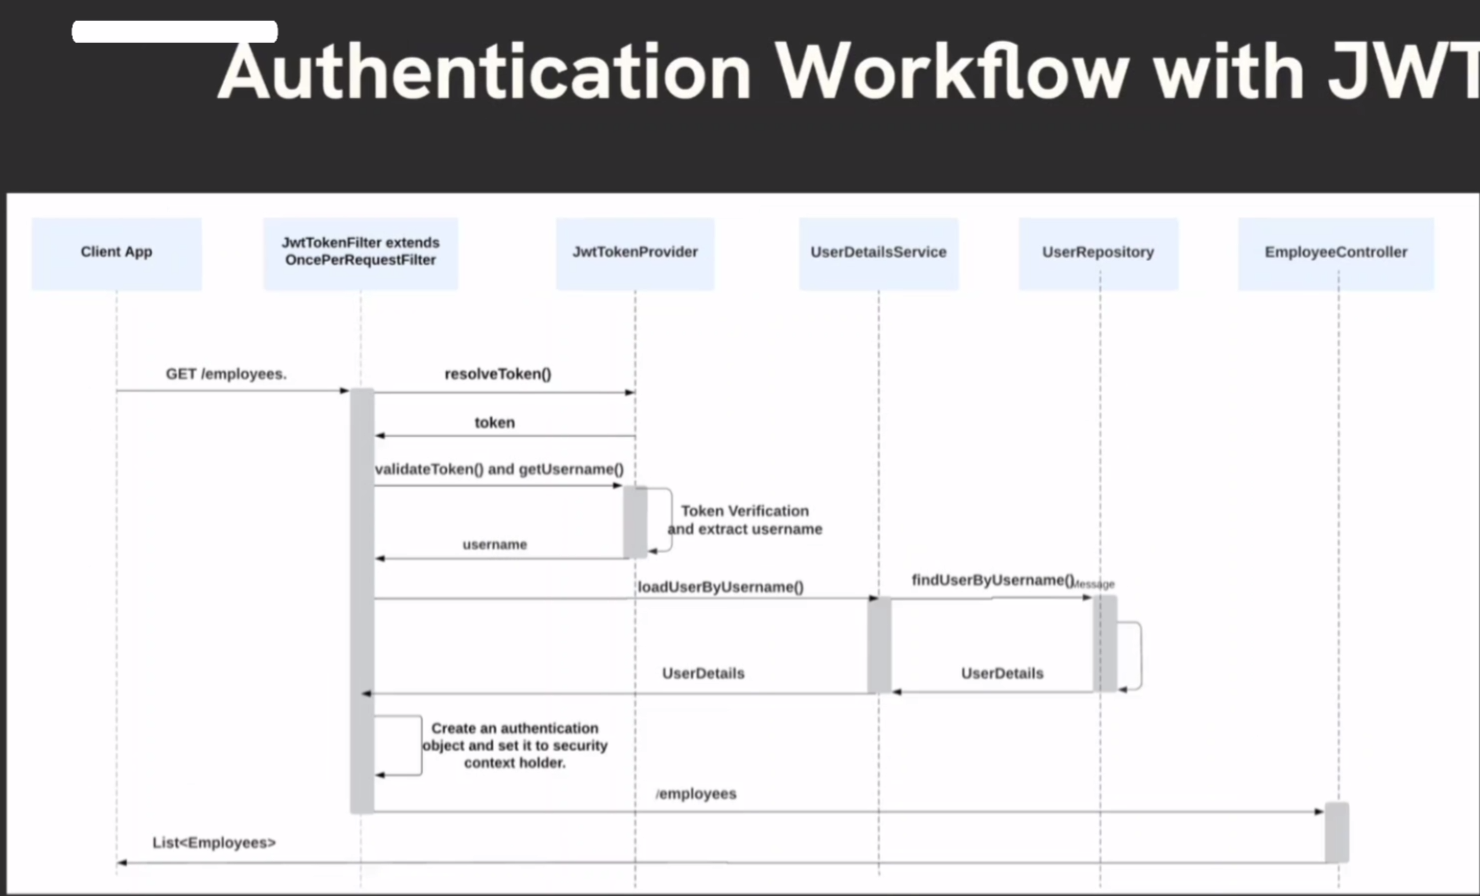 Authentication Workflow with JWT
Client App
JwtTokenFilter extends
OncePerRequestFilter
JwtTokenProvider
UserDetailsService
UserRepository
EmployeeController
GET /employees.
resolveToken()
token
validateToken() and getUsername()
Token Verification
and extract username
username
loadUserByUsername()
findUserByUsername()
Message
UserDetails
UserDetails
Create an authentication
object and set it to security
context holder.
/employees
List<Employees>